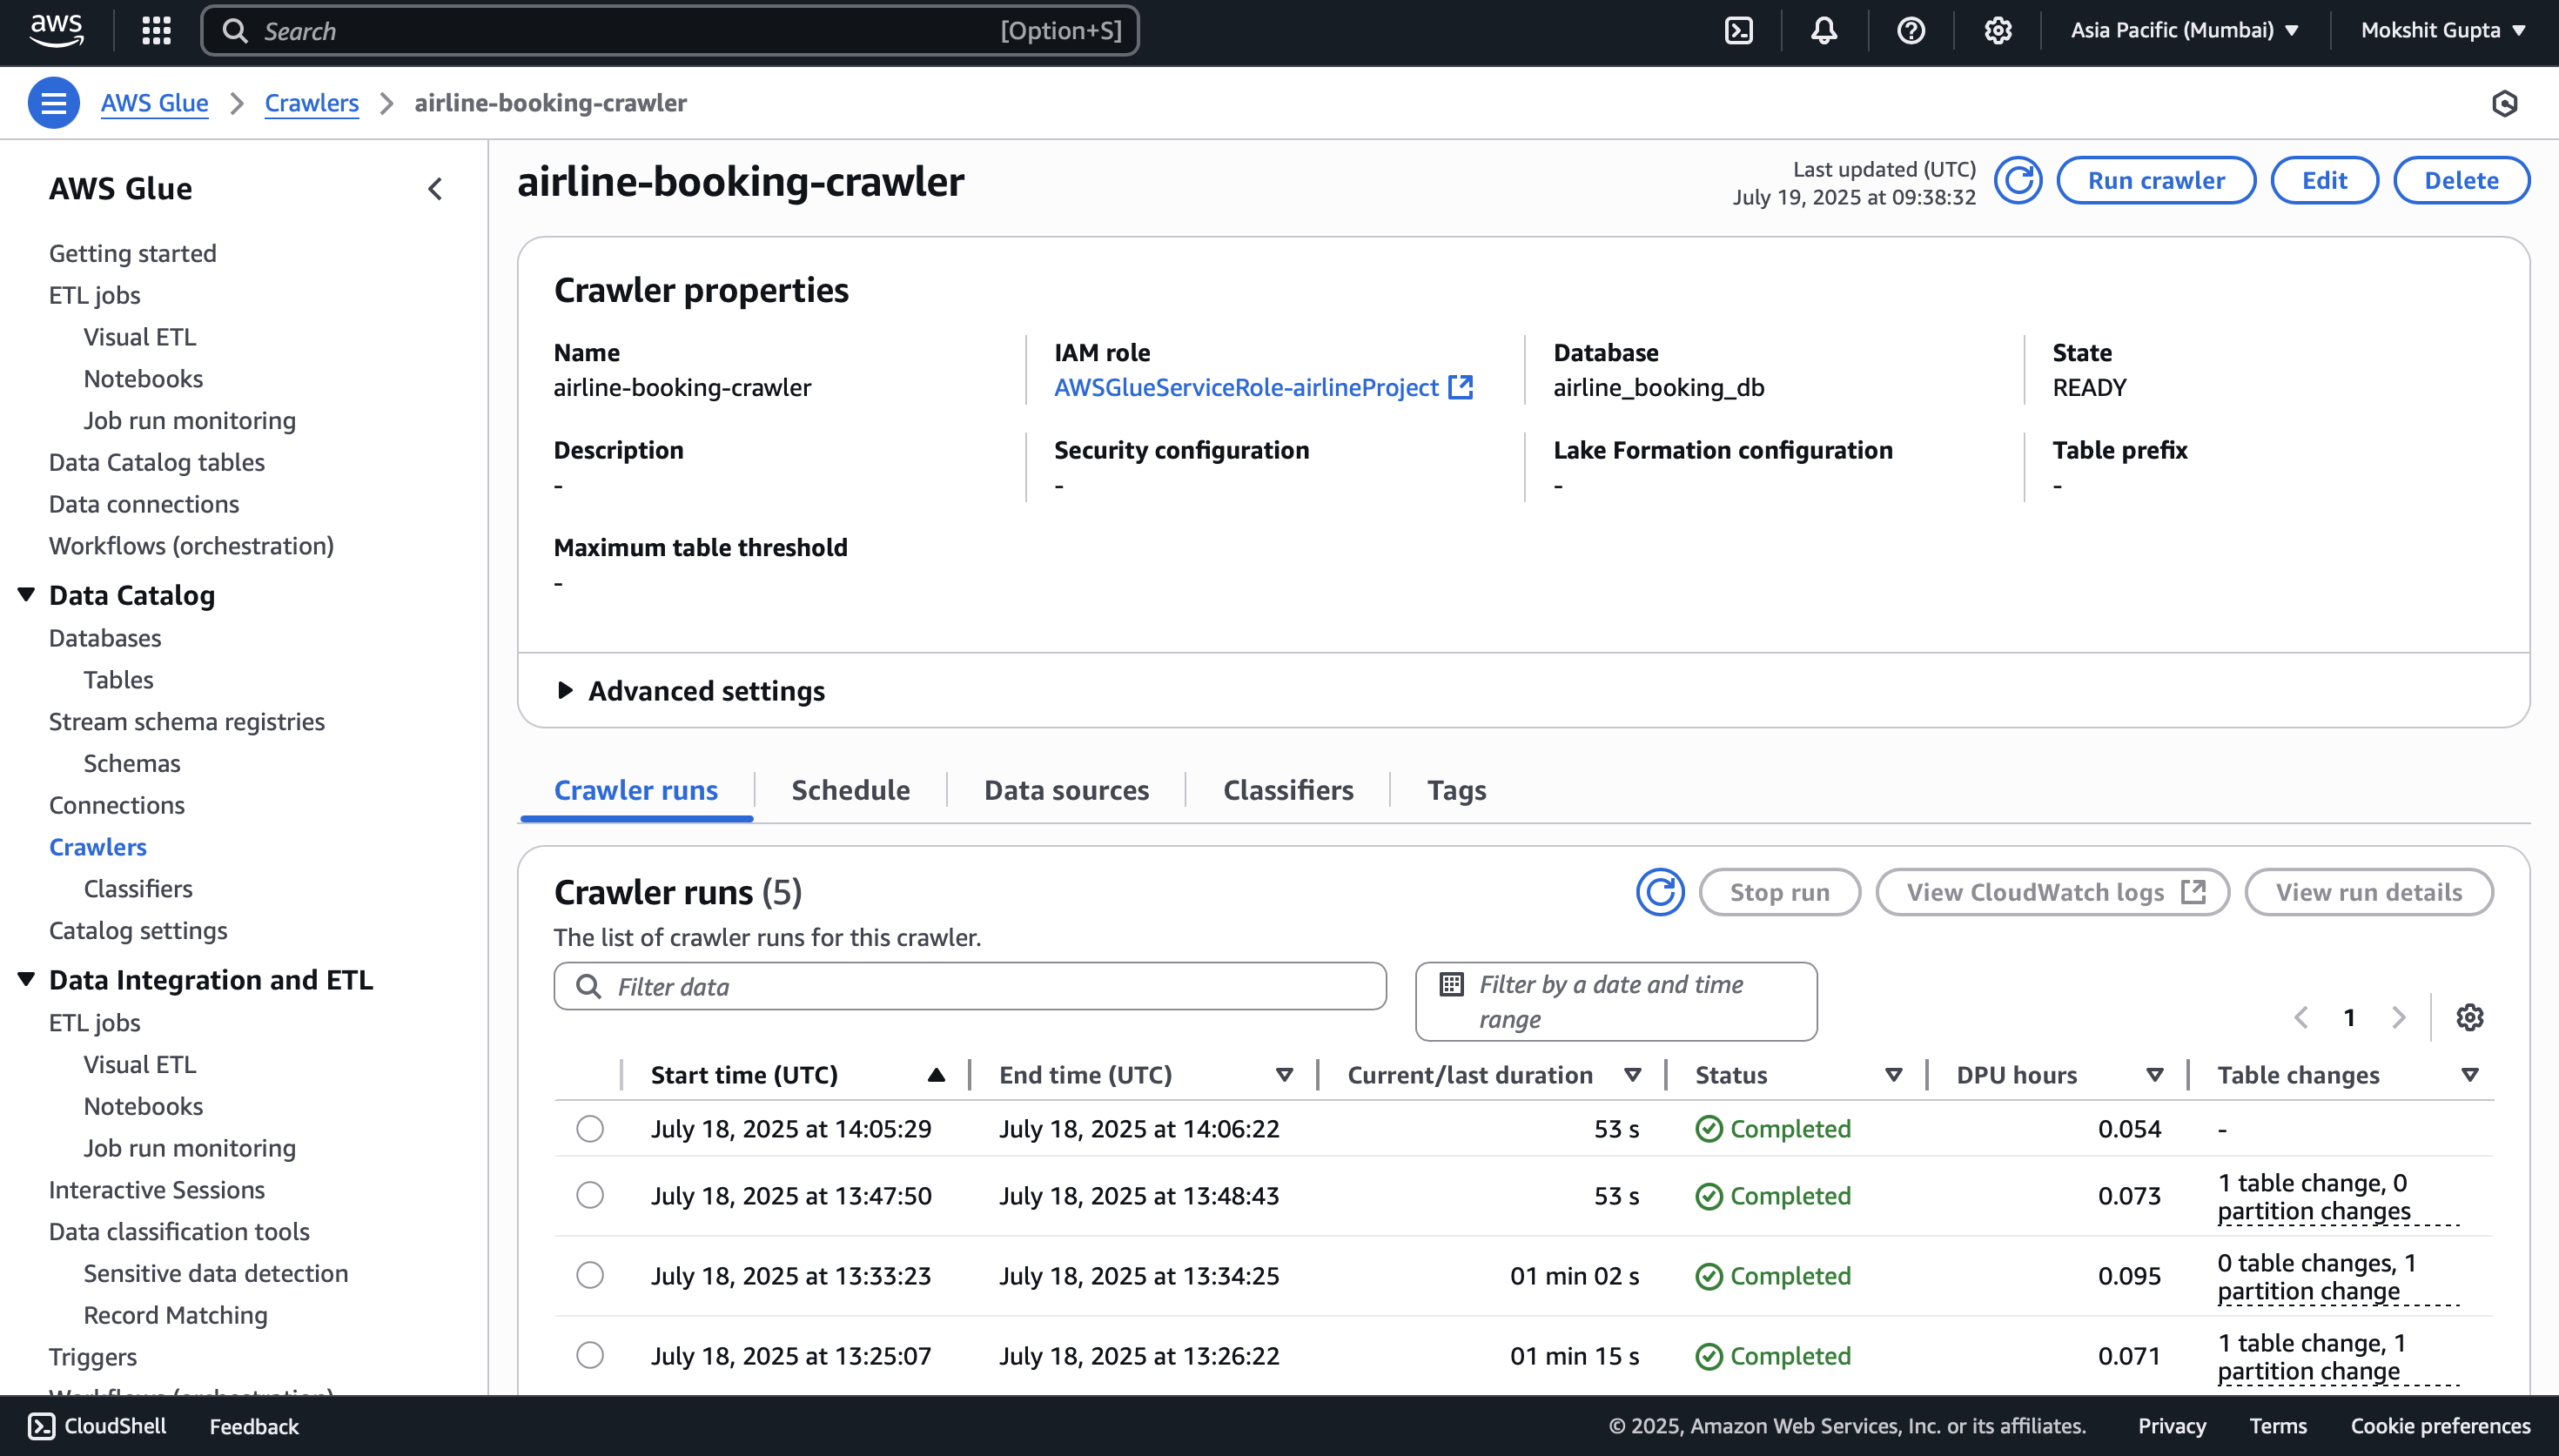 aws
Search
[Option+S]
Asia Pacific (Mumbai)
Mokshit Gupta
AWS Glue
Crawlers
airline-booking-crawler
AWS Glue
Getting started
ETL jobs
Visual ETL
Notebooks
Job run monitoring
Data Catalog tables
Data connections
Workflows (orchestration)
Data Catalog
Databases
Tables
Stream schema registries
Schemas
Connections
Crawlers
Classifiers
Catalog settings
Data Integration and ETL
ETL jobs
Visual ETL
Notebooks
Job run monitoring
Interactive Sessions
Data classification tools
Sensitive data detection
Record Matching
Triggers
Workflows (orchestration)
airline-booking-crawler
Last updated (UTC)
July 19, 2025 at 09:38:32
Run crawler
Edit
Delete
Crawler properties
Name
airline-booking-crawler
IAM role
AWSGlueServiceRole-airlineProject
Database
airline_booking_db
State
READY
Description
-
Security configuration
-
Lake Formation configuration
-
Table prefix
-
Maximum table threshold
-
Advanced settings
Crawler runs
Schedule
Data sources
Classifiers
Tags
Crawler runs (5)
The list of crawler runs for this crawler.
Stop run
View CloudWatch logs
View run details
Filter data
Filter by a date and time
range
1
Start time (UTC) End time (UTC) Current/last duration Status DPU hours Table changes
July 18, 2025 at 14:05:29 July 18, 2025 at 14:06:22 53 s Completed 0.054 -
July 18, 2025 at 13:47:50 July 18, 2025 at 13:48:43 53 s Completed 0.073 1 table change, 0
partition changes
July 18, 2025 at 13:33:23 July 18, 2025 at 13:34:25 01 min 02 s Completed 0.095 0 table changes, 1
partition change
July 18, 2025 at 13:25:07 July 18, 2025 at 13:26:22 01 min 15 s Completed 0.071 1 table change, 1
partition change
CloudShell
Feedback
© 2025, Amazon Web Services, Inc. or its affiliates.
Privacy
Terms
Cookie preferences